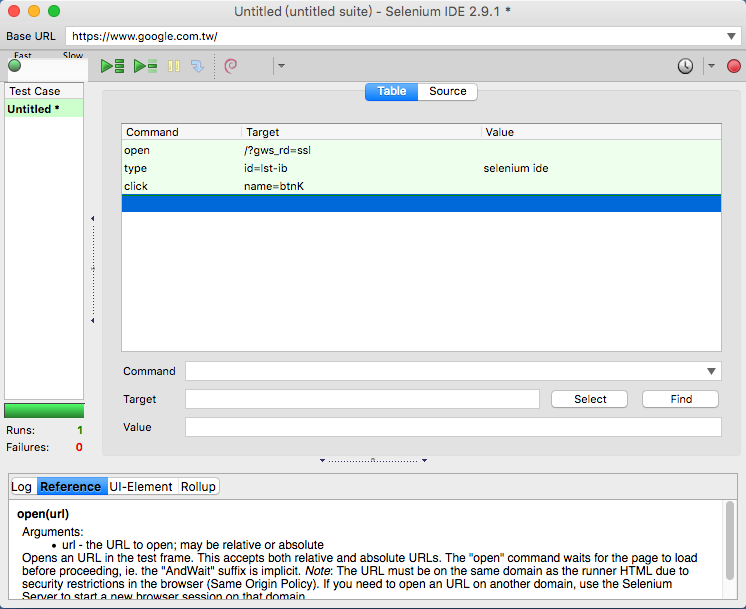 Untitled (untitled suite) - Selenium IDE 2.9.1 *
Base URL https://www.google.com.tw/
Fast Slow
Test Case
Untitled *
Table Source
Command Target Value
open /?gws_rd=ssl
type id=lst-ib selenium ide
click name=btnK
Command
Target Select Find
Value
Runs: 1
Failures: 0
Log Reference UI-Element Rollup
open(url)
Arguments:
• url - the URL to open; may be relative or absolute
Opens an URL in the test frame. This accepts both relative and absolute URLs. The "open" command waits for the page to load
before proceeding, ie. the "AndWait" suffix is implicit. Note: The URL must be on the same domain as the runner HTML due to
security restrictions in the browser (Same Origin Policy). If you need to open an URL on another domain, use the Selenium
Server to start a new browser session on that domain.